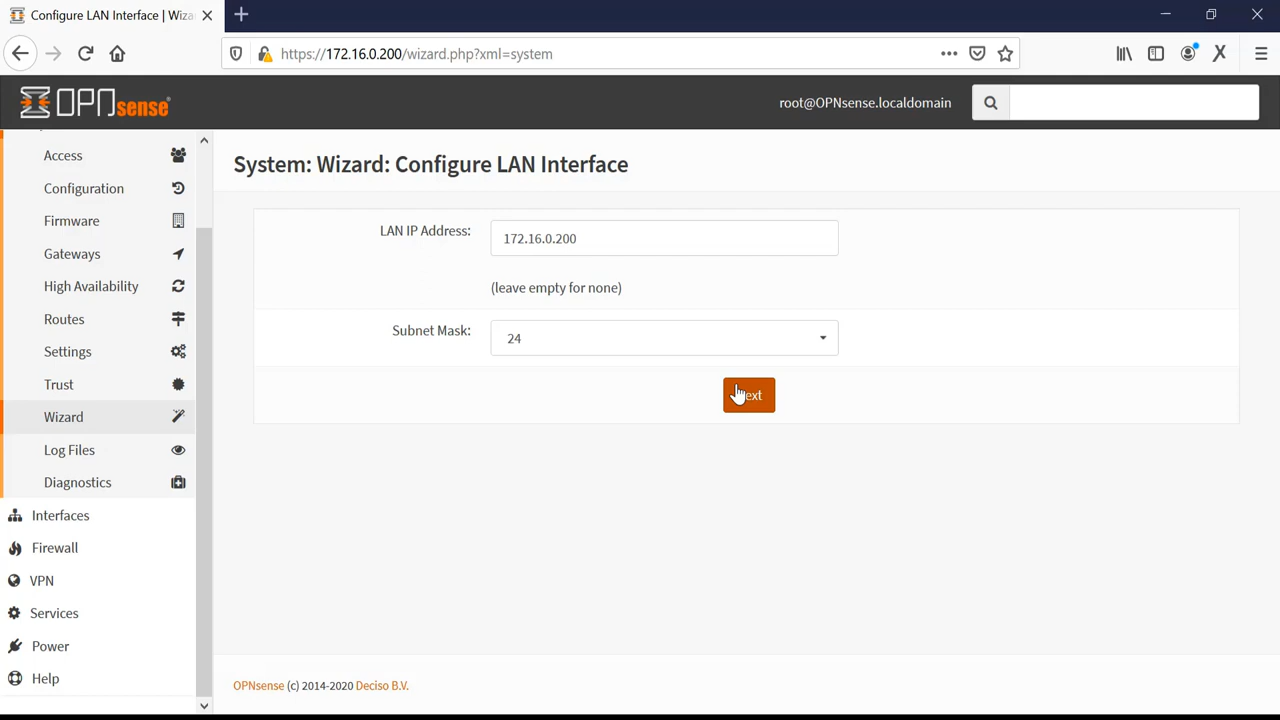 Configure LAN Interface | Wiza
https://172.16.0.200/wizard.php?xml=system
OPNsense
root@OPNsense.localdomain
Access
Configuration
Firmware
Gateways
High Availability
Routes
Settings
Trust
Wizard
Log Files
Diagnostics
Interfaces
Firewall
VPN
Services
Power
Help
System: Wizard: Configure LAN Interface
LAN IP Address:
172.16.0.200
(leave empty for none)
Subnet Mask:
24
Next
OPNsense (c) 2014-2020 Deciso B.V.